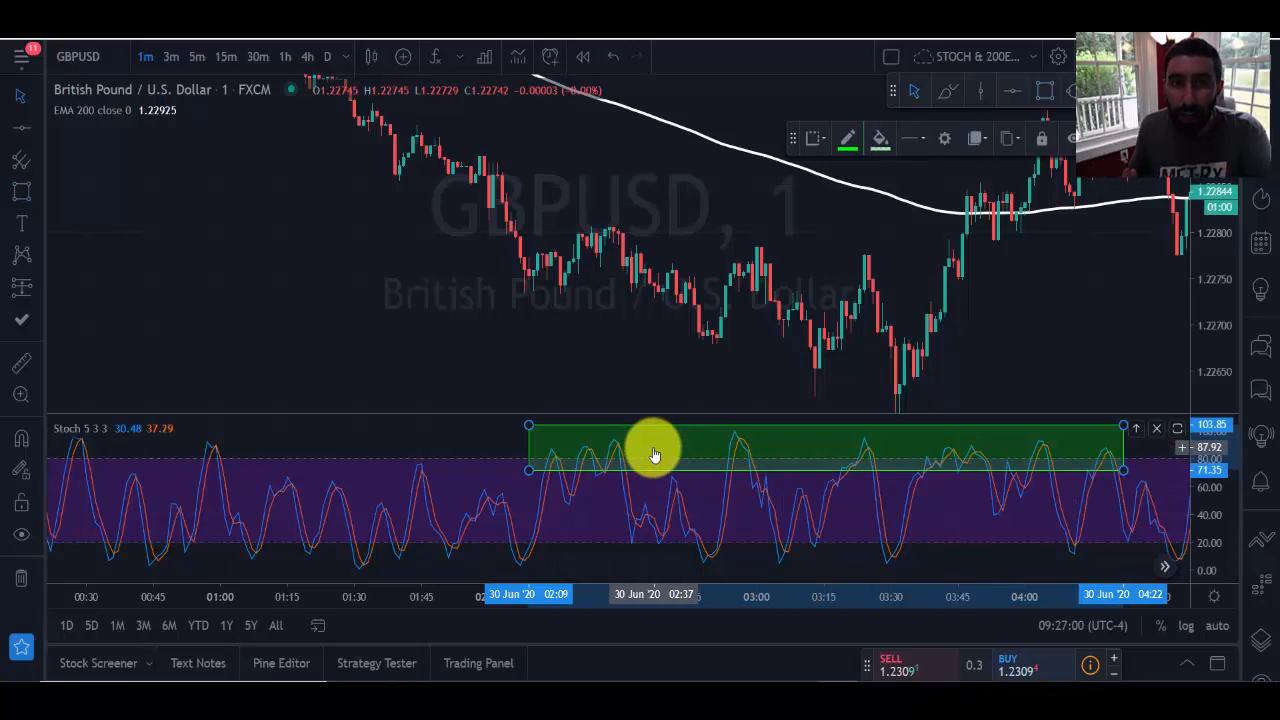 11
GBPUSD
1m 3m 5m 15m 30m 1h 4h D
STOCH & 200E...
British Pound / U.S. Dollar · 1 · FXCM
O1.22745 H1.22745 L1.22729 C1.22742 −0.00003 (−0.00%)
EMA 200 close 0 1.22925
GBPUSD, 1
British Pound / U.S. Dollar
1.22844
01:00
1.22800
1.22750
1.22700
1.22650
Stoch 5 3 3 30.48 37.29
103.85
87.92
80.00
71.35
60.00
40.00
20.00
0.00
00:30 00:45 01:00 01:15 01:30 01:45 30 Jun '20 02:09 30 Jun '20 02:37 03:00 03:15 03:30 03:45 04:00 30 Jun '20 04:22
1D 5D 1M 3M 6M YTD 1Y 5Y All
09:27:00 (UTC-4) % log auto
Stock Screener Text Notes Pine Editor Strategy Tester Trading Panel
SELL 1.23091 0.3 BUY 1.23094